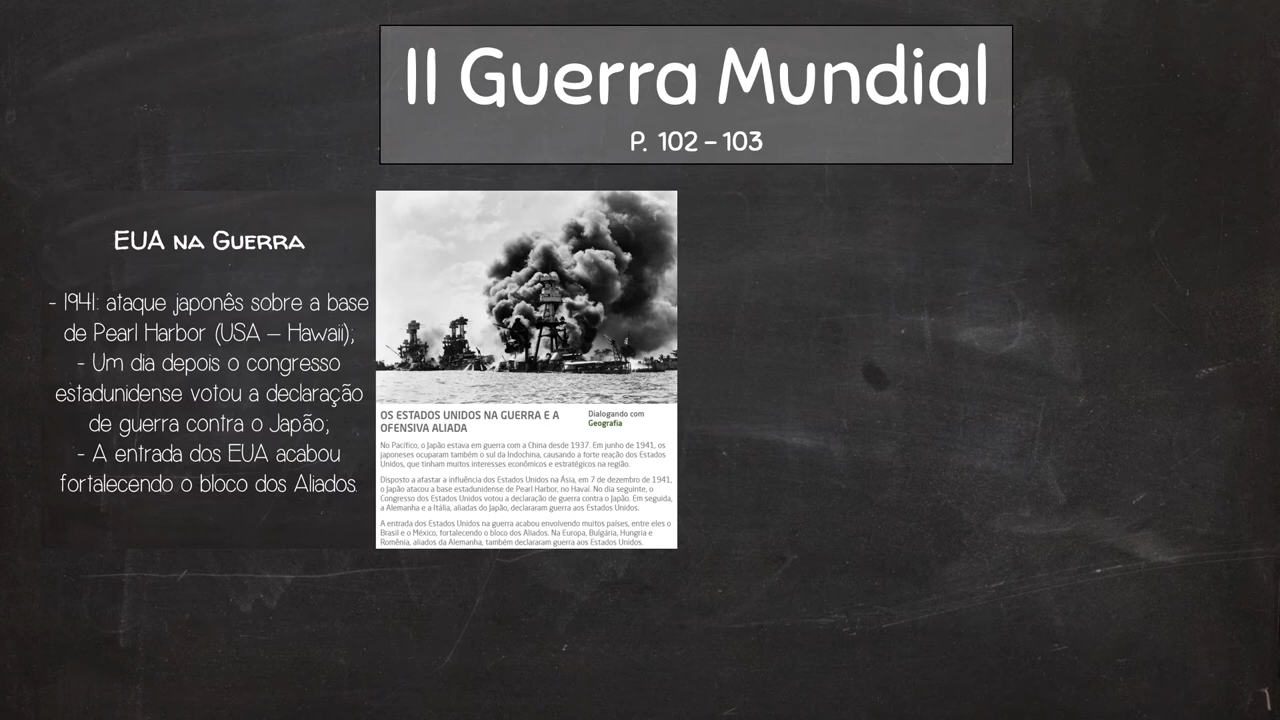 II Guerra Mundial
P. 102 – 103
EUA na Guerra
- 1941: ataque japonês sobre a base
de Pearl Harbor (USA – Hawaii);
- Um dia depois o congresso
estadunidense votou a declaração
de guerra contra o Japão;
- A entrada dos EUA acabou
fortalecendo o bloco dos Aliados.
OS ESTADOS UNIDOS NA GUERRA E A
OFENSIVA ALIADA
Dialogando com
Geografia
No Pacífico, o Japão estava em guerra com a China desde 1937. Em junho de 1941, os
japoneses ocuparam também o sul da Indochina, causando a forte reação dos Estados
Unidos, que tinham muitos interesses econômicos e estratégicos na região.
Disposto a afastar a influência dos Estados Unidos na Ásia, em 7 de dezembro de 1941,
o Japão atacou a base estadunidense de Pearl Harbor, no Havaí. No dia seguinte, o
Congresso dos Estados Unidos votou a declaração de guerra contra o Japão. Em seguida,
a Alemanha e a Itália, aliadas do Japão, declararam guerra aos Estados Unidos.
A entrada dos Estados Unidos na guerra acabou envolvendo muitos países, entre eles o
Brasil e o México, fortalecendo o bloco dos Aliados. Na Europa, Bulgária, Hungria e
Romênia, aliados da Alemanha, também declararam guerra aos Estados Unidos.